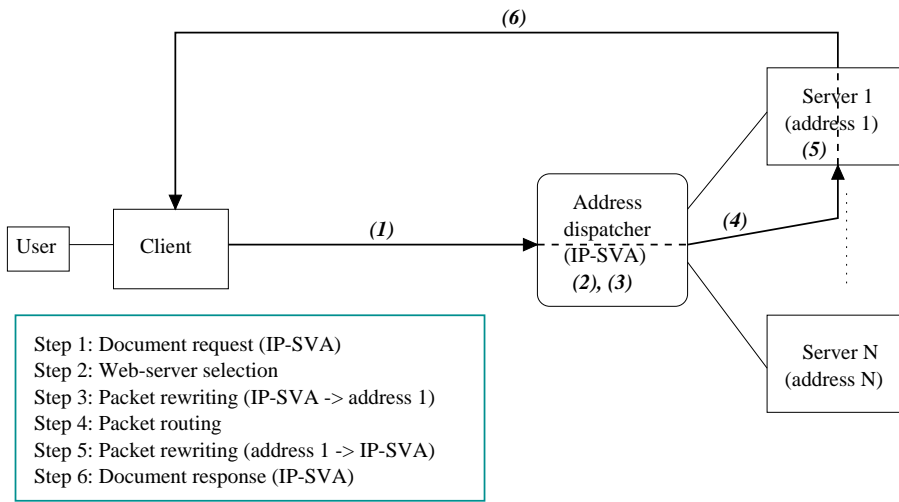 (6)
Server 1
(address 1)
(5)
Address
dispatcher
(IP-SVA)
(2), (3)
(4)
(1)
User
Client
Server N
(address N)
Step 1: Document request (IP-SVA)
Step 2: Web-server selection
Step 3: Packet rewriting (IP-SVA -> address 1)
Step 4: Packet routing
Step 5: Packet rewriting (address 1 -> IP-SVA)
Step 6: Document response (IP-SVA)